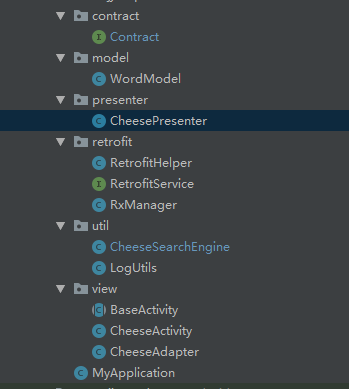 contract
Contract
model
WordModel
presenter
CheesePresenter
retrofit
RetrofitHelper
RetrofitService
RxManager
util
CheeseSearchEngine
LogUtils
view
BaseActivity
CheeseActivity
CheeseAdapter
MyApplication